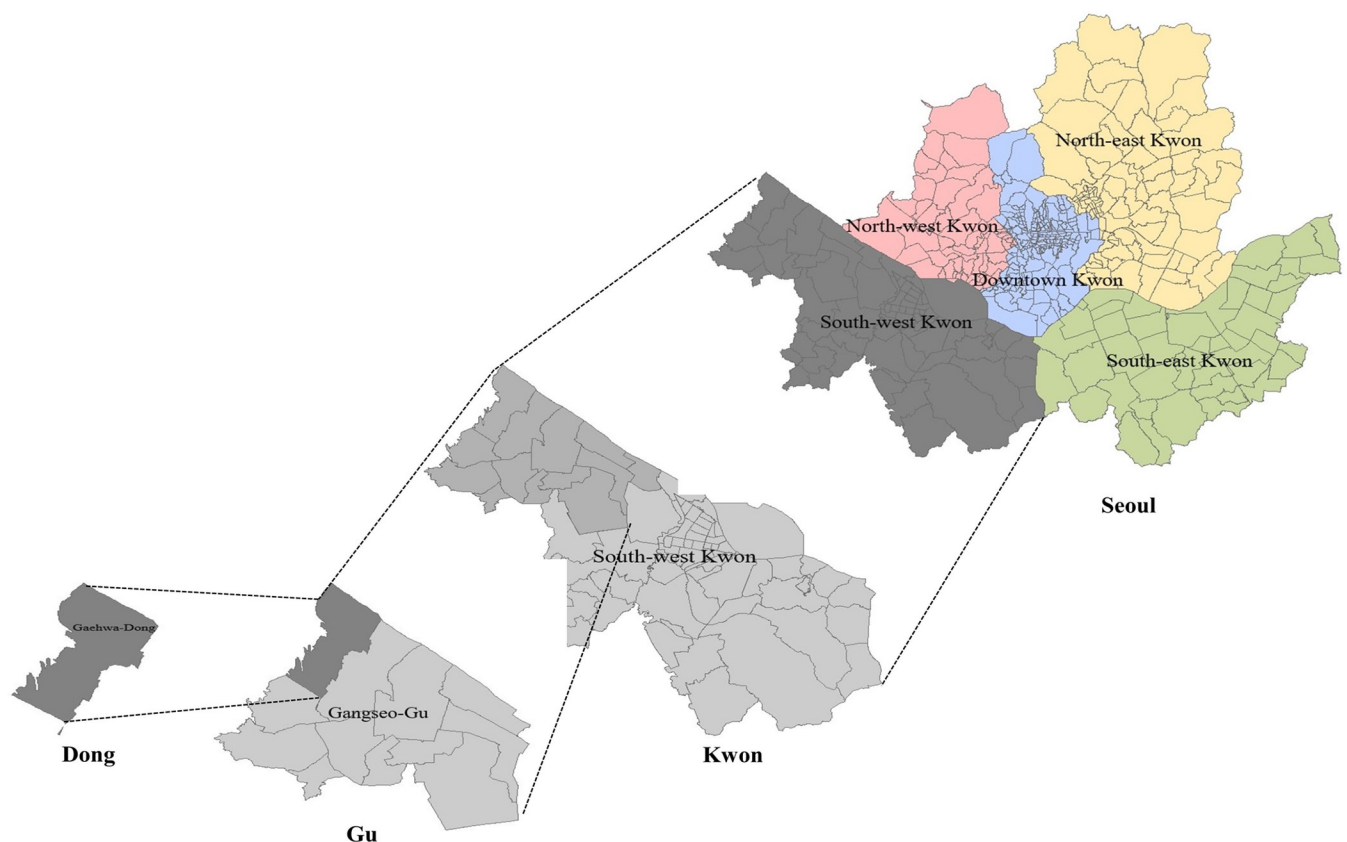 North-east Kwon
North-west Kwon
Downtown Kwon
South-west Kwon
South-east Kwon
Seoul
South-west Kwon
Kwon
Gangseo-Gu
Gu
Gaehwa-Dong
Dong